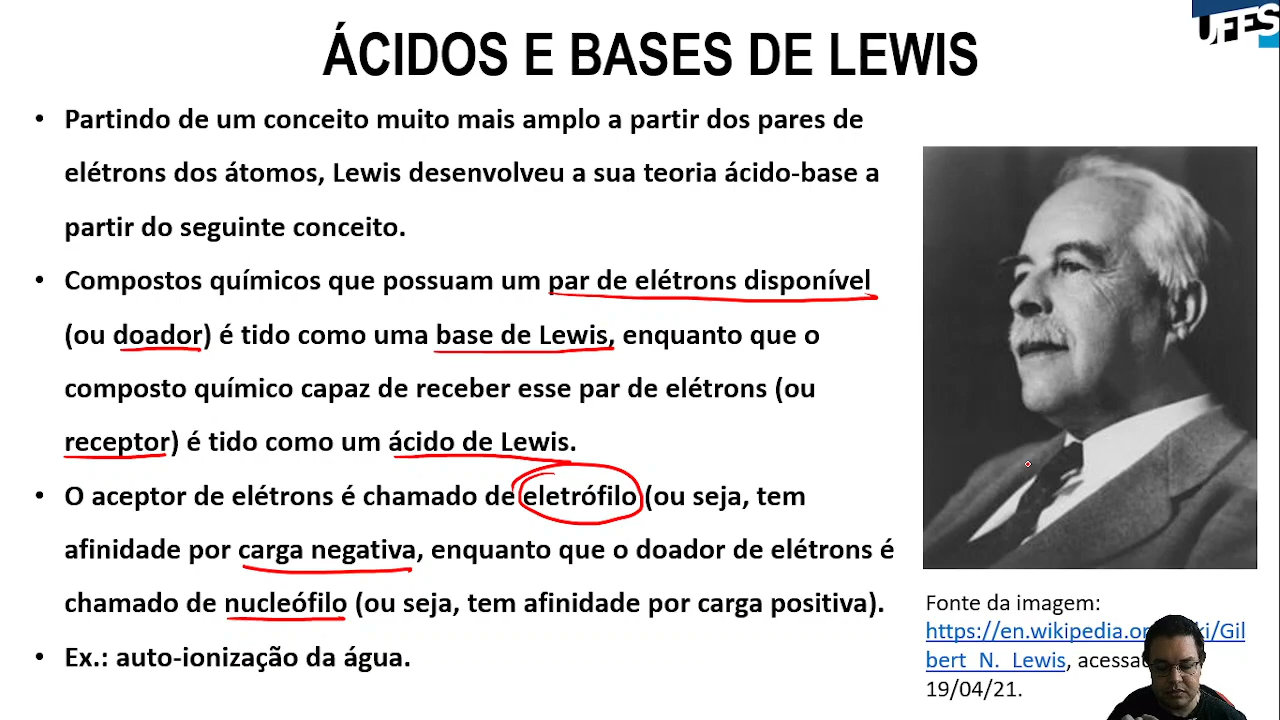 UFES
ÁCIDOS E BASES DE LEWIS
• Partindo de um conceito muito mais amplo a partir dos pares de
elétrons dos átomos, Lewis desenvolveu a sua teoria ácido-base a
partir do seguinte conceito.
• Compostos químicos que possuam um par de elétrons disponível
(ou doador) é tido como uma base de Lewis, enquanto que o
composto químico capaz de receber esse par de elétrons (ou
receptor) é tido como um ácido de Lewis.
• O aceptor de elétrons é chamado de eletrófilo (ou seja, tem
afinidade por carga negativa, enquanto que o doador de elétrons é
chamado de nucleófilo (ou seja, tem afinidade por carga positiva).
• Ex.: auto-ionização da água.
Fonte da imagem:
https://en.wikipedia.or ki/Gil
bert_N._Lewis,
19/04/21.